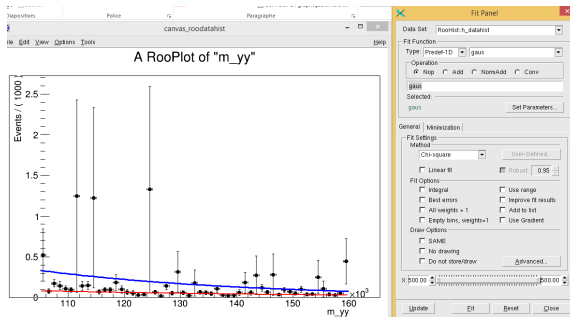 Diapositives Police Paragraphe
canvas_roodatahist
ile Edit View Options Tools Help
A RooPlot of "m_yy"
Events / ( 1000 )
2.5
2
1.5
1
0.5
0
110 120 130 140 150 160
×10³
m_yy
Fit Panel
Data Set: RooHist::h_datahist
Fit Function
Type: Predef-1D gaus
Operation
Nop Add NormAdd Conv
gaus
Selected:
gaus Set Parameters...
General Minimization
Fit Settings
Method
Chi-square User-Defined...
Linear fit Robust 0.95
Fit Options
Integral Use range
Best errors Improve fit results
All weights = 1 Add to list
Empty bins, weights=1 Use Gradient
Draw Options
SAME
No drawing
Do not store/draw Advanced...
X 500.00 500.00
Update Fit Reset Close